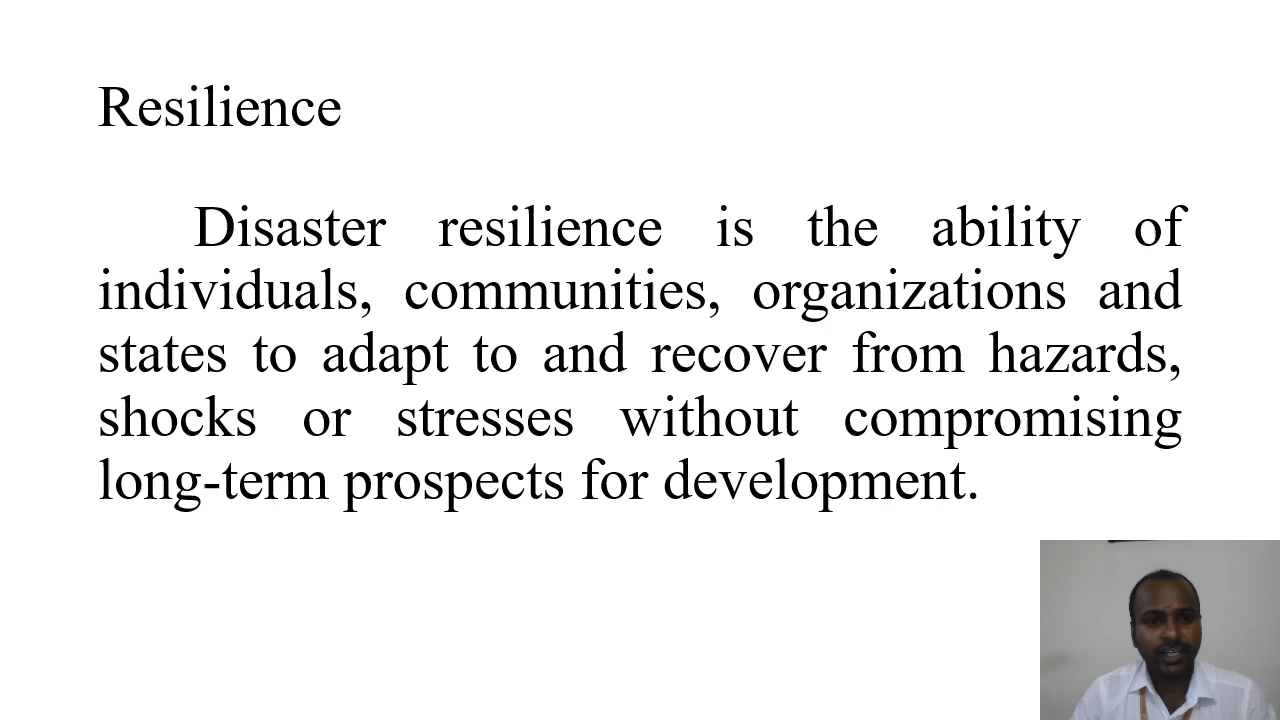 Resilience
Disaster resilience is the ability of
individuals, communities, organizations and
states to adapt to and recover from hazards,
shocks or stresses without compromising
long-term prospects for development.